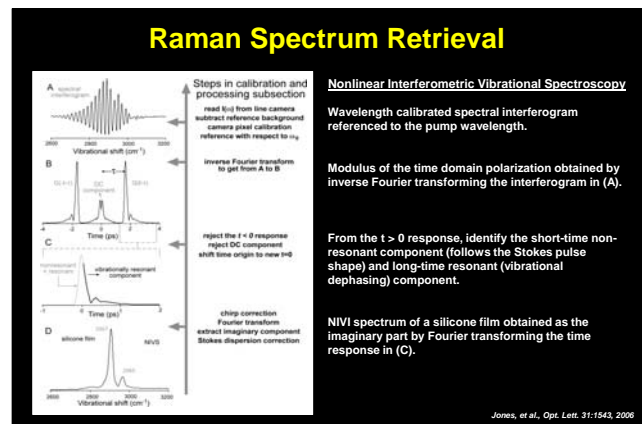 Raman Spectrum Retrieval
A
spectral
interferogram
2600 2800 3000 3200
Vibrational shift (cm-1)
B
DC
component
τ
-4 -2 0 2 4
Time (ps)
C
nonresonant
+ resonant
vibrationally resonant
component
-1 0 1 2
Time (ps)
D
silicone film
NIVS
2600 2800 3000 3200
Vibrational shift (cm-1)
Steps in calibration and
processing subsection
read I(ω) from line camera
subtract reference background
camera pixel calibration
reference with respect to
inverse Fourier transform
to get from A to B
reject the t < 0 response
reject DC component
shift time origin to new t=0
chirp correction
Fourier transform
extract imaginary component
Stokes dispersion correction
Nonlinear Interferometric Vibrational Spectroscopy
Wavelength calibrated spectral interferogram
referenced to the pump wavelength.
Modulus of the time domain polarization obtained by
inverse Fourier transforming the interferogram in (A).
From the t > 0 response, identify the short-time non-
resonant component (follows the Stokes pulse
shape) and long-time resonant (vibrational
dephasing) component.
NIVI spectrum of a silicone film obtained as the
imaginary part by Fourier transforming the time
response in (C).
Jones, et al., Opt. Lett. 31:1543, 2006